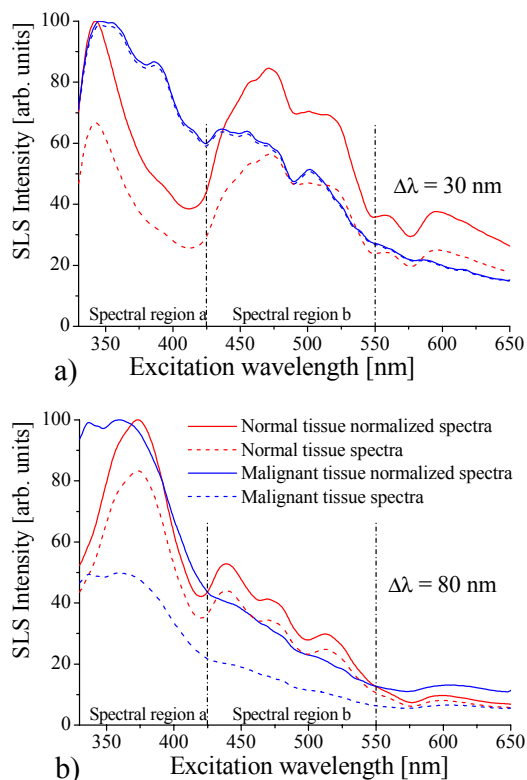 100
80
60
40
20
0
SLS Intensity [arb. units]
Δλ = 30 nm
Spectral region a
Spectral region b
350 400 450 500 550 600 650
Excitation wavelength [nm]
a)
100
80
60
40
20
0
SLS Intensity [arb. units]
Normal tissue normalized spectra
Normal tissue spectra
Malignant tissue normalized spectra
Malignant tissue spectra
Δλ = 80 nm
Spectral region a
Spectral region b
350 400 450 500 550 600 650
Excitation wavelength [nm]
b)